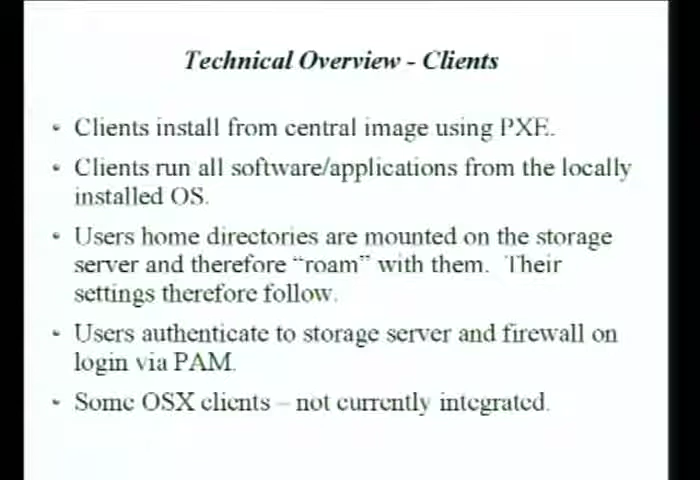 Technical Overview - Clients
• Clients install from central image using PXE.
• Clients run all software/applications from the locally
installed OS.
• Users home directories are mounted on the storage
server and therefore “roam” with them. Their
settings therefore follow.
• Users authenticate to storage server and firewall on
login via PAM.
• Some OSX clients – not currently integrated.